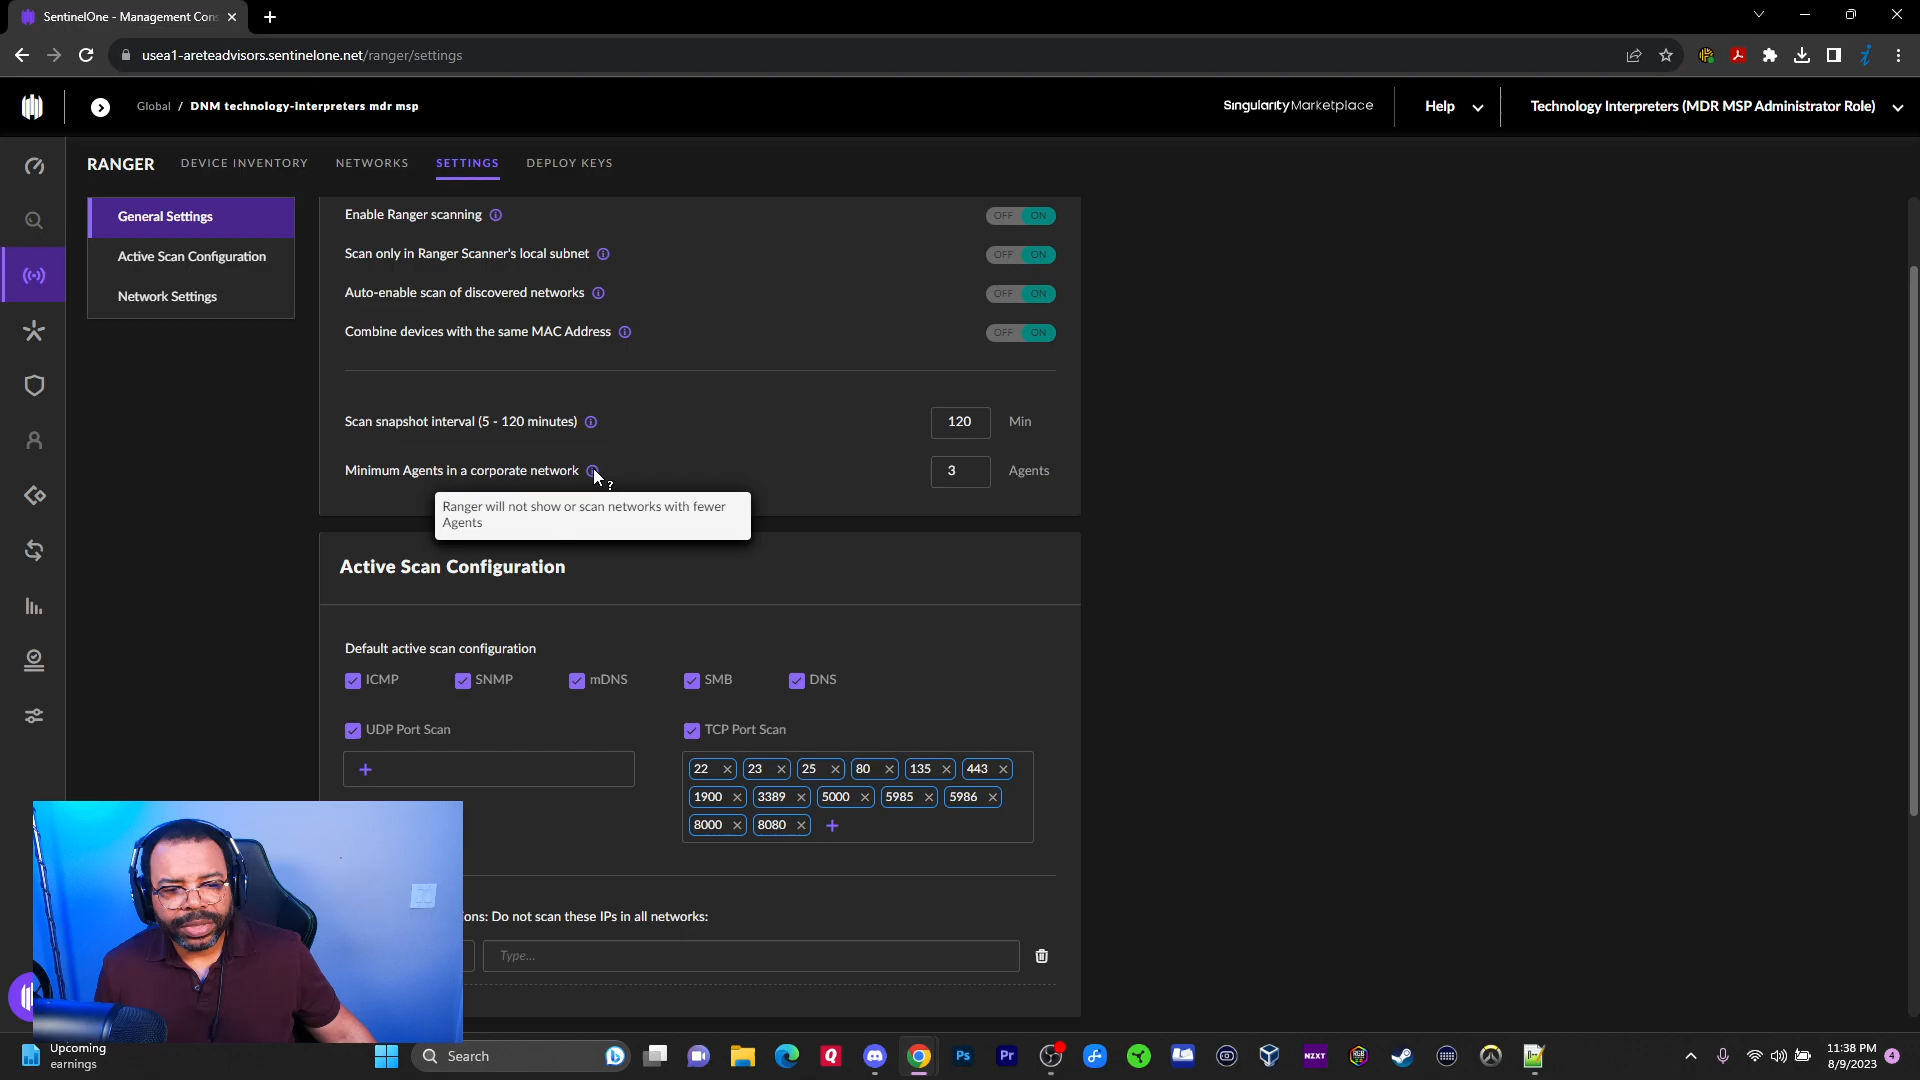 SentinelOne - Management Cons
usea1-areteadvisors.sentinelone.net/ranger/settings
Global / DNM technology-interpreters mdr msp
Singularity Marketplace
Help
Technology Interpreters (MDR MSP Administrator Role)
RANGER
DEVICE INVENTORY
NETWORKS
SETTINGS
DEPLOY KEYS
General Settings
Active Scan Configuration
Network Settings
Enable Ranger scanning
OFF ON
Scan only in Ranger Scanner's local subnet
OFF ON
Auto-enable scan of discovered networks
OFF ON
Combine devices with the same MAC Address
OFF ON
Scan snapshot interval (5 - 120 minutes)
120 Min
Minimum Agents in a corporate network
3 Agents
Ranger will not show or scan networks with fewer
Agents
Active Scan Configuration
Default active scan configuration
ICMP SNMP mDNS SMB DNS
UDP Port Scan
TCP Port Scan
22 23 25 80 135 443
1900 3389 5000 5985 5986
8000 8080
ons: Do not scan these IPs in all networks:
Type...
Upcoming
earnings
Search
Ps
Pr
NZXT
11:38 PM
8/9/2023
4